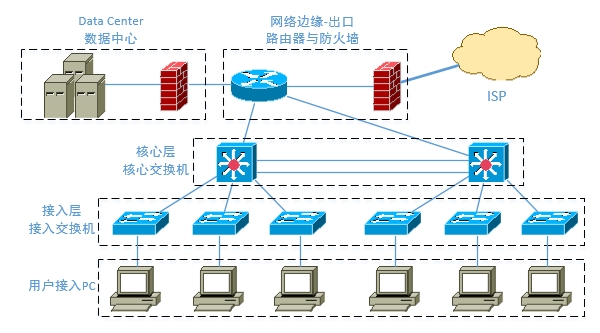 Data Center
数据中心
网络边缘-出口
路由器与防火墙
ISP
核心层
核心交换机
接入层
接入交换机
用户接入PC